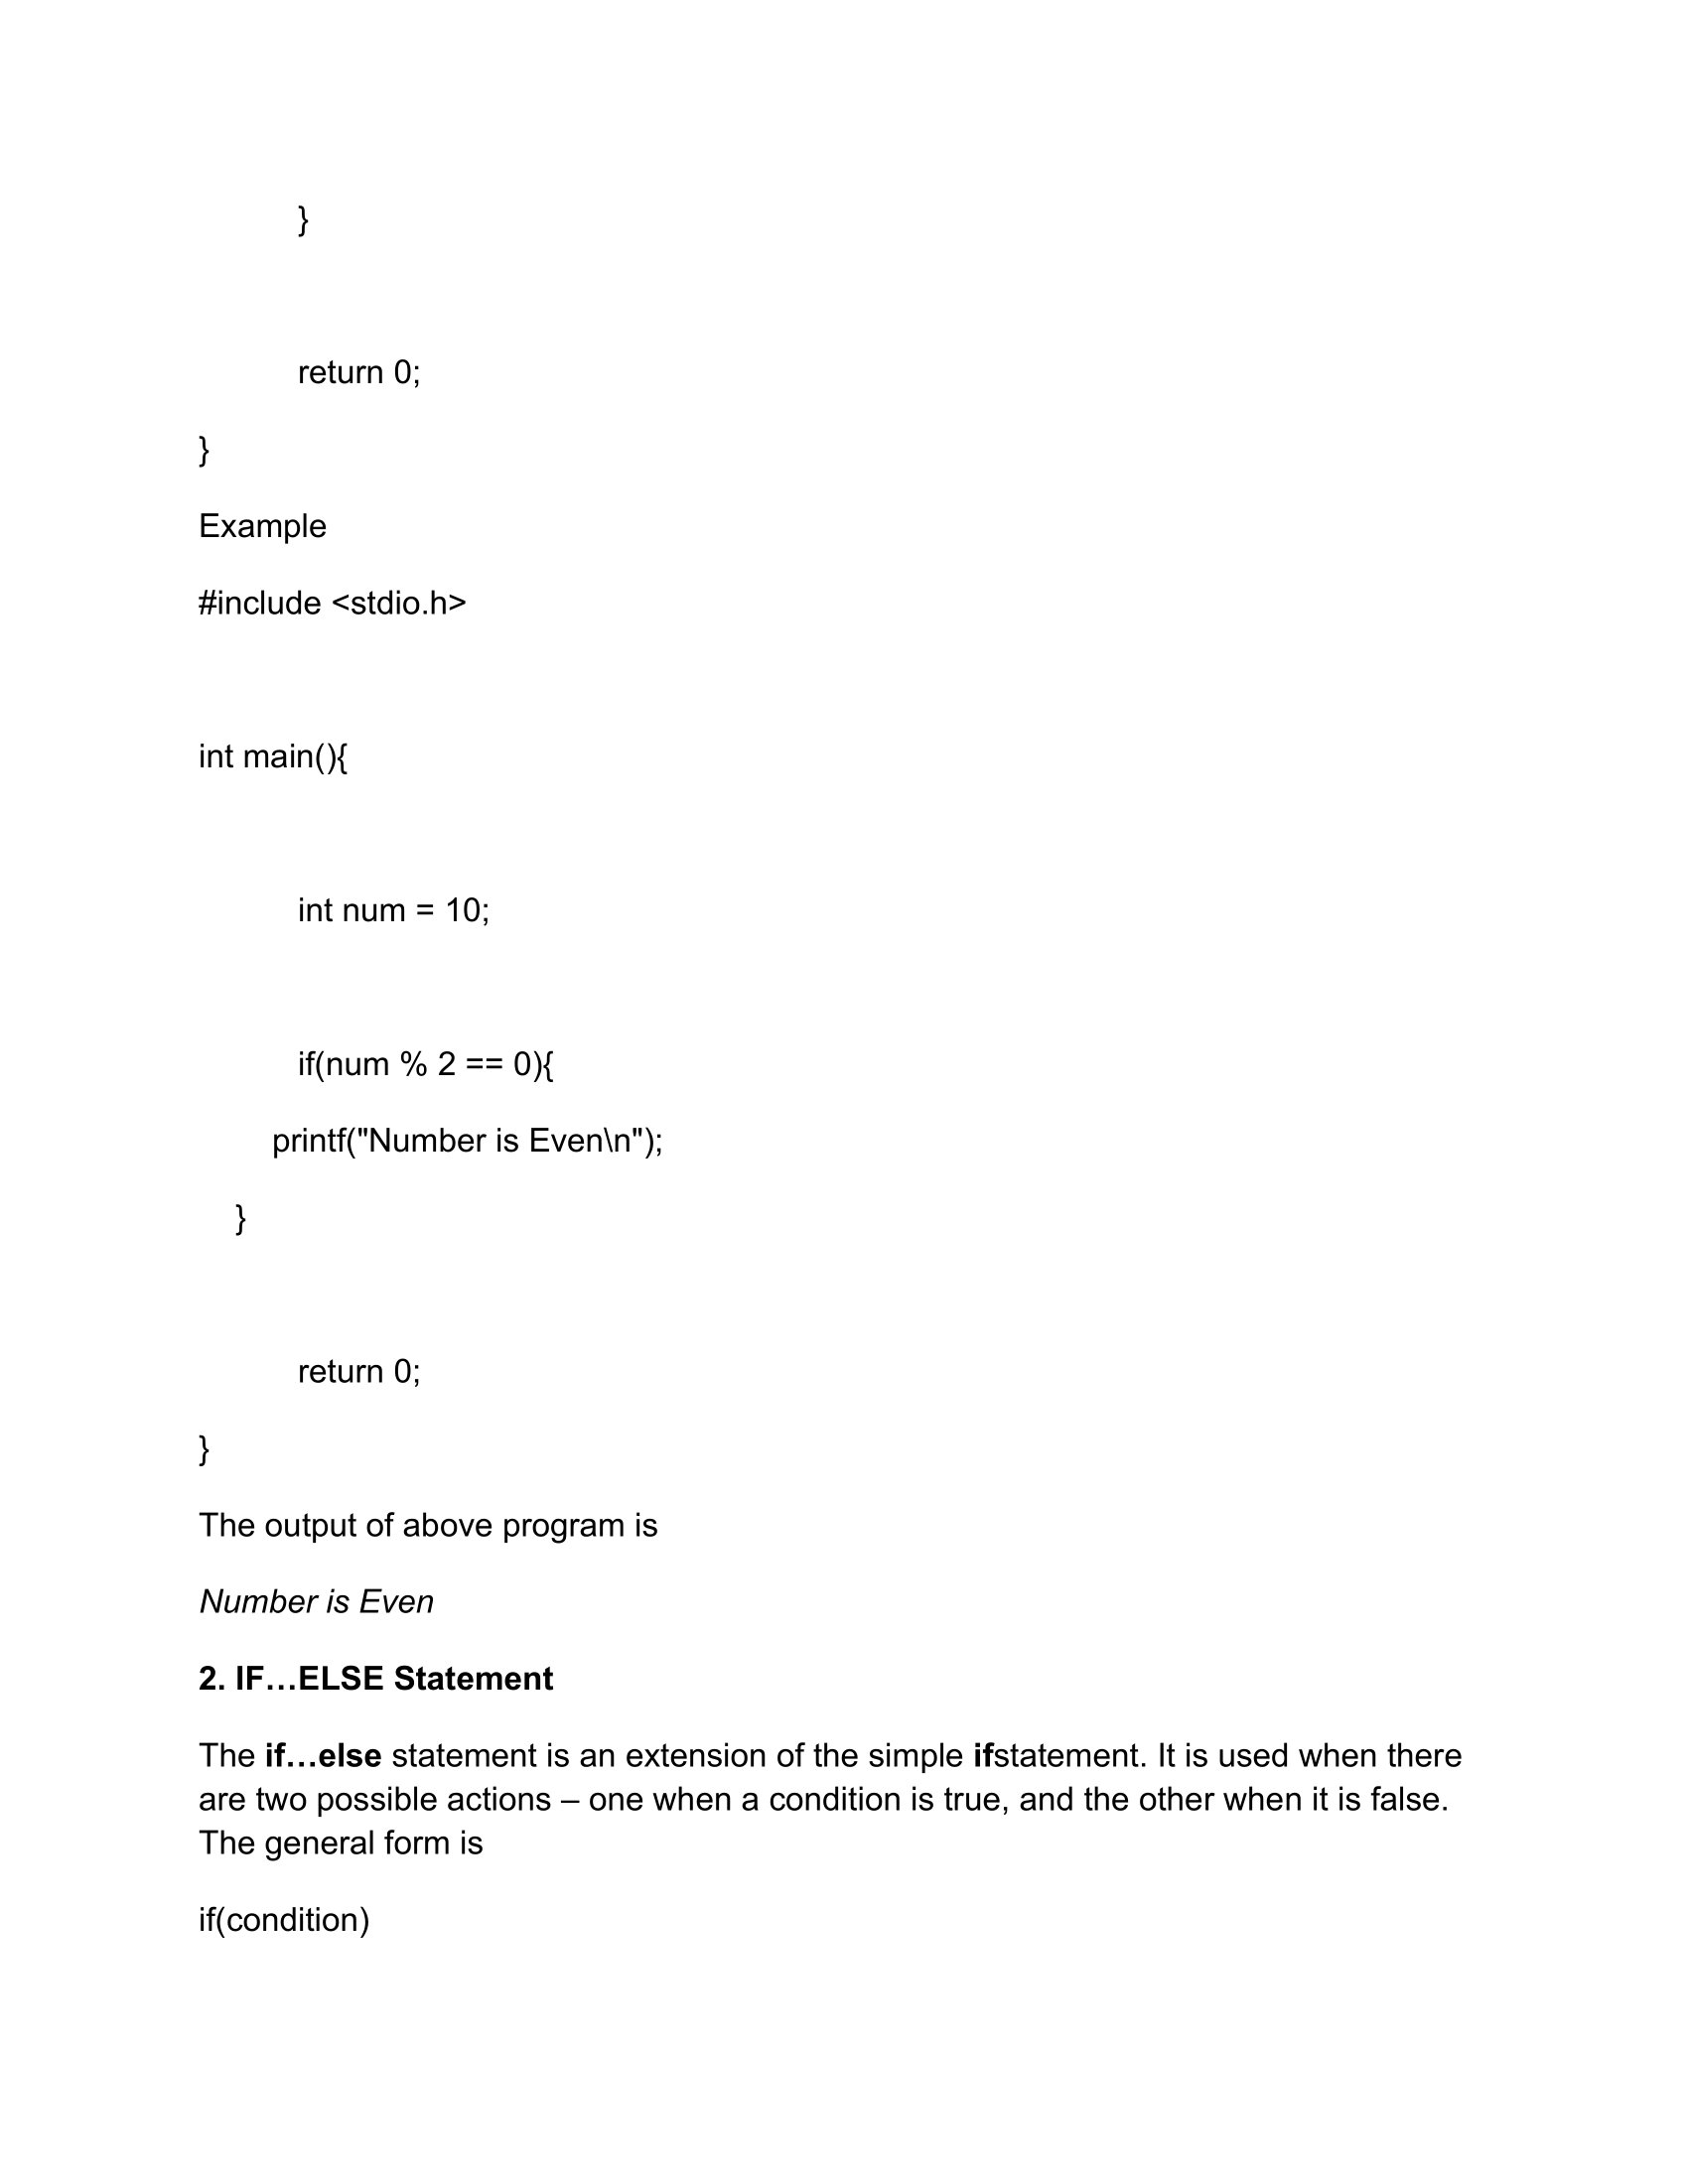 }
return 0;
}
Example
#include <stdio.h>
int main(){
int num = 10;
if(num % 2 == 0){
printf("Number is Even\n");
}
return 0;
}
The output of above program is
Number is Even
2. IF…ELSE Statement
The if…else statement is an extension of the simple ifstatement. It is used when there
are two possible actions – one when a condition is true, and the other when it is false.
The general form is
if(condition)